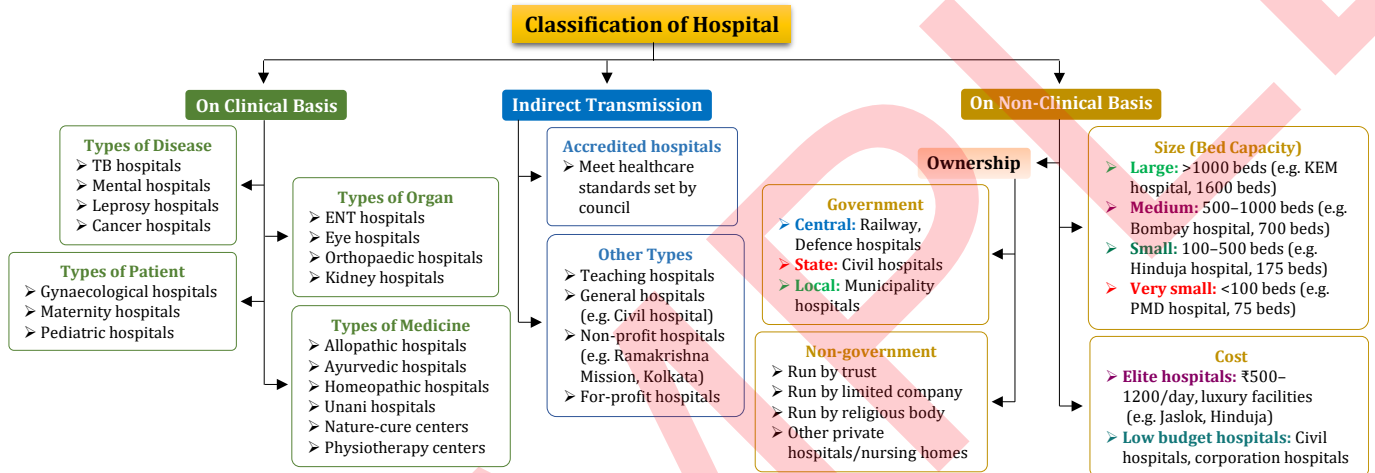 Classification of Hospital
On Clinical Basis
Types of Disease
➢ TB hospitals
➢ Mental hospitals
➢ Leprosy hospitals
➢ Cancer hospitals
Types of Organ
➢ ENT hospitals
➢ Eye hospitals
➢ Orthopaedic hospitals
➢ Kidney hospitals
Types of Patient
➢ Gynaecological hospitals
➢ Maternity hospitals
➢ Pediatric hospitals
Types of Medicine
➢ Allopathic hospitals
➢ Ayurvedic hospitals
➢ Homeopathic hospitals
➢ Unani hospitals
➢ Nature-cure centers
➢ Physiotherapy centers
Indirect Transmission
Accredited hospitals
➢ Meet healthcare
standards set by
council
Other Types
➢ Teaching hospitals
➢ General hospitals
(e.g. Civil hospital)
➢ Non-profit hospitals
(e.g. Ramakrishna
Mission, Kolkata)
➢ For-profit hospitals
On Non-Clinical Basis
Ownership
Government
➢ Central: Railway,
Defence hospitals
➢ State: Civil hospitals
➢ Local: Municipality
hospitals
Non-government
➢ Run by trust
➢ Run by limited company
➢ Run by religious body
➢ Other private
hospitals/nursing homes
Size (Bed Capacity)
➢ Large: >1000 beds (e.g. KEM
hospital, 1600 beds)
➢ Medium: 500–1000 beds (e.g.
Bombay hospital, 700 beds)
➢ Small: 100–500 beds (e.g.
Hinduja hospital, 175 beds)
➢ Very small: <100 beds (e.g.
PMD hospital, 75 beds)
Cost
➢ Elite hospitals: ₹500–
1200/day, luxury facilities
(e.g. Jaslok, Hinduja)
➢ Low budget hospitals: Civil
hospitals, corporation hospitals